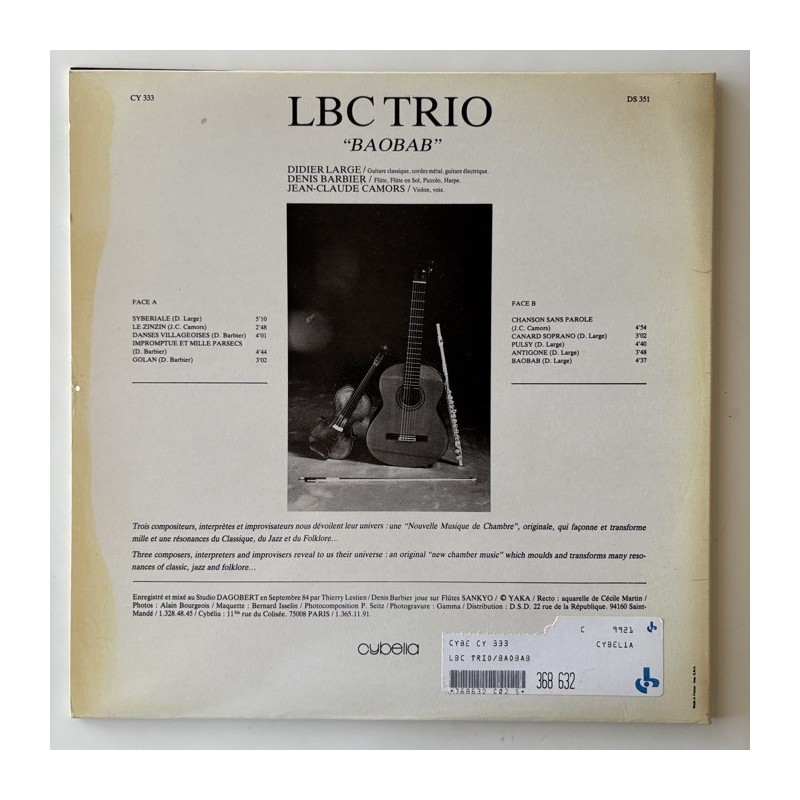 CY 333
DS 351
LBC TRIO
“BAOBAB”
DIDIER LARGE / Guitare classique, cordes métal, guitare électrique.
DENIS BARBIER / Flûte, Flûte en Sol, Piccolo, Harpe.
JEAN-CLAUDE CAMORS / Violon, voix.
FACE A
SYBERIALE (D. Large) 5’10
LE ZINZIN (J.C. Camors) 2’48
DANSES VILLAGEOISES (D. Barbier) 4’01
IMPROMPTUE ET MILLE PARSECS
(D. Barbier) 4’44
GOLAN (D. Barbier) 3’02
FACE B
CHANSON SANS PAROLE
(J.C. Camors) 4’54
CANARD SOPRANO (D. Large) 3’02
PULSY (D. Large) 4’40
ANTIGONE (D. Large) 3’48
BAOBAB (D. Large) 4’37
Trois compositeurs, interprètes et improvisateurs nous dévoilent leur univers : une “Nouvelle Musique de Chambre”, originale, qui façonne et transforme
mille et une résonances du Classique, du Jazz et du Folklore...
Three composers, interpreters and improvisers reveal to us their universe : an original “new chamber music” which moulds and transforms many reso-
nances of classic, jazz and folklore...
Enregistré et mixé au Studio DAGOBERT en Septembre 84 par Thierry Lestien / Denis Barbier joue sur Flûtes SANKYO / © YAKA / Recto : aquarelle de Cécile Martin /
Photos : Alain Bourgeois / Maquette : Bernard Isselin / Photocomposition P. Seitz / Photogravure : Gamma / Distribution : D.S.D. 22 rue de la République. 94160 Saint-
Mandé / 1.328.48.45 / Cybélia : 11bis rue du Colisée. 75008 PARIS / 1.365.11.91.
cybelia
C 9921
CYBE CY 333 CYBELIA
LBC TRIO/BAOBAB
368 632
*368632 C02 5*